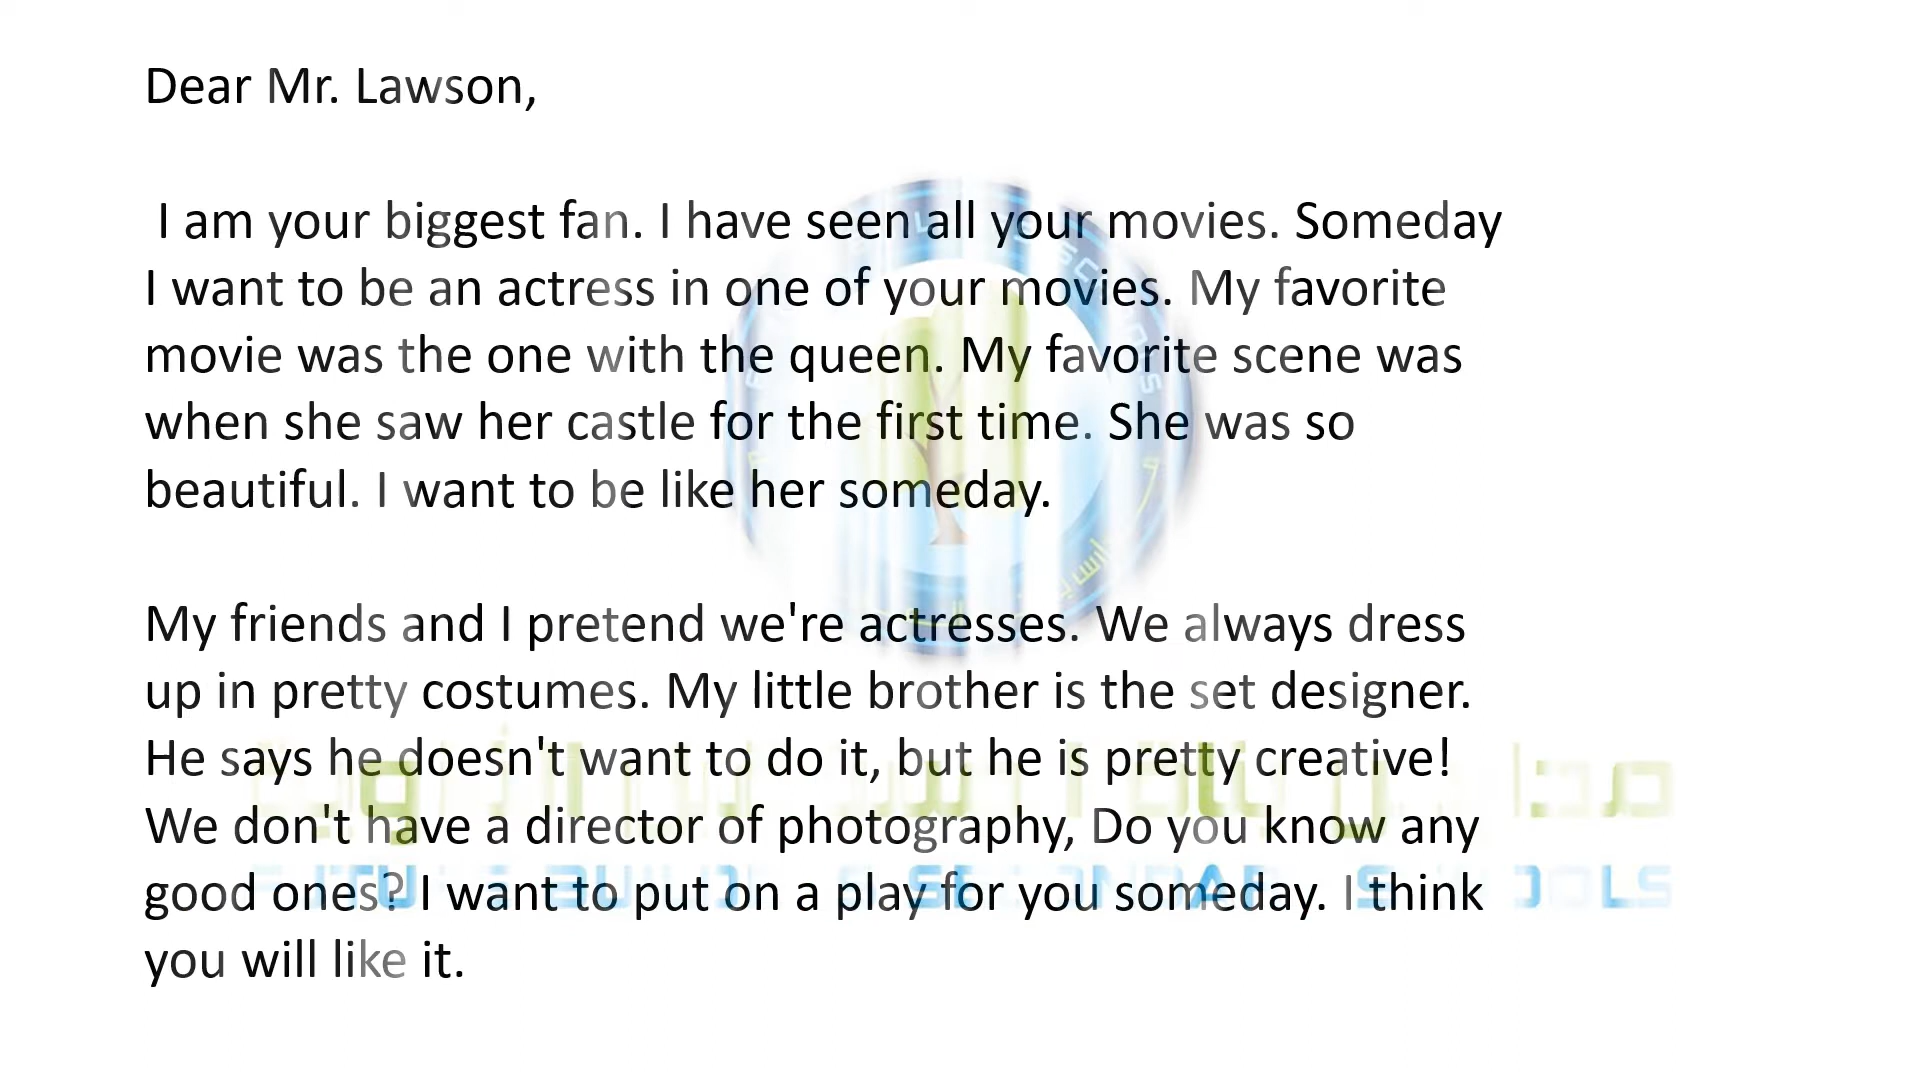 Dear Mr. Lawson,
I am your biggest fan. I have seen all your movies. Someday
I want to be an actress in one of your movies. My favorite
movie was the one with the queen. My favorite scene was
when she saw her castle for the first time. She was so
beautiful. I want to be like her someday.
My friends and I pretend we're actresses. We always dress
up in pretty costumes. My little brother is the set designer.
He says he doesn't want to do it, but he is pretty creative!
We don't have a director of photography, Do you know any
good ones? I want to put on a play for you someday. I think
you will like it.